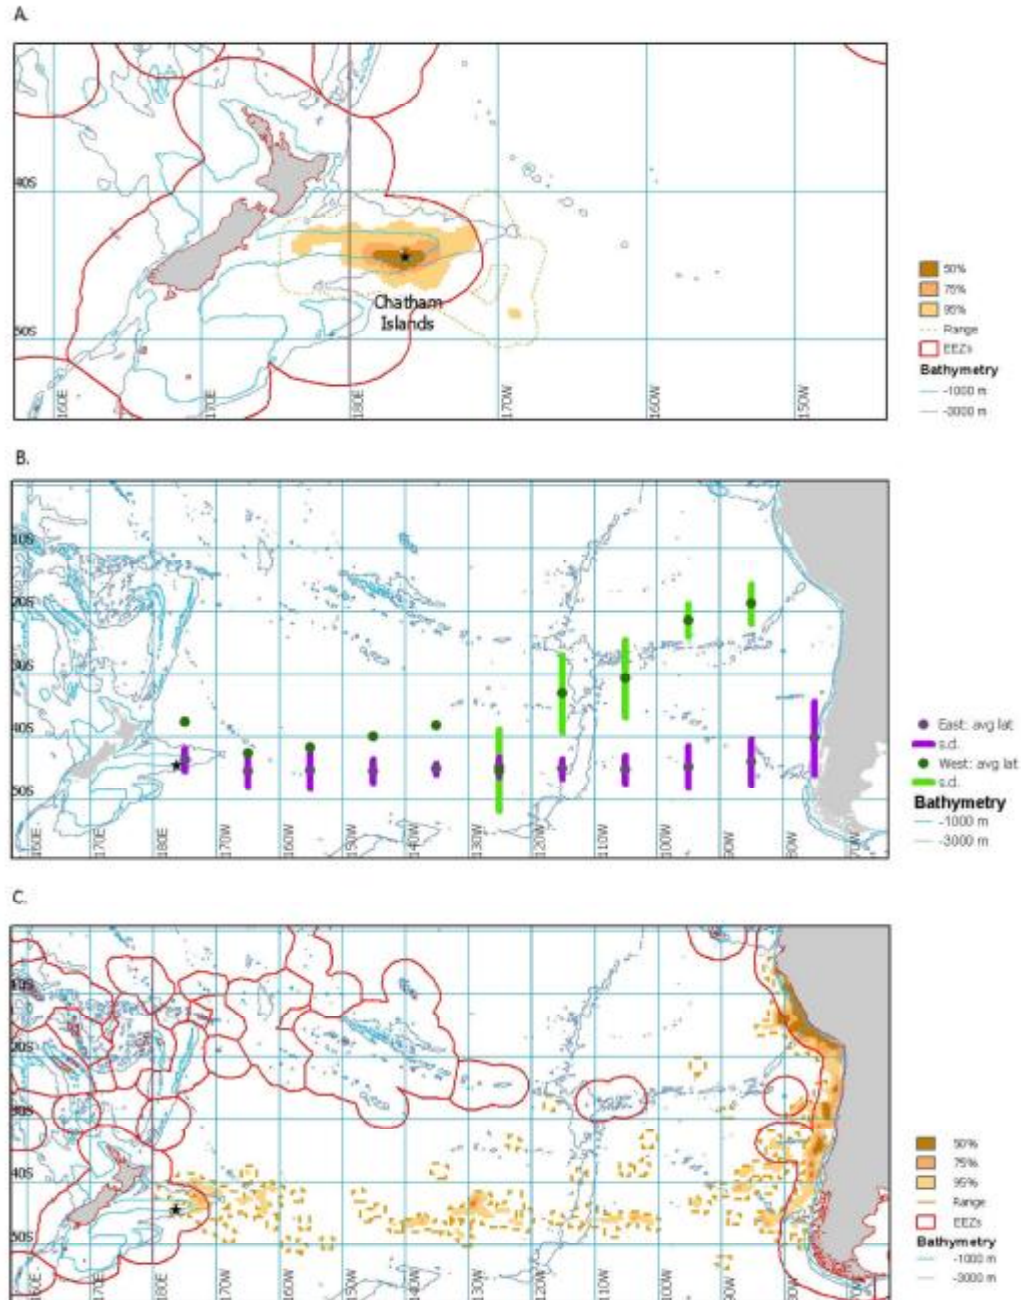 A.
40S
50S
160E
170E
180E
170W
160W
150W
Chatham
Islands
50%
75%
95%
Range
EEZs
Bathymetry
-1000 m
-3000 m
B.
10S
20S
30S
40S
50S
160E
170E
180E
170W
160W
150W
140W
130W
120W
110W
100W
90W
80W
70W
East: avg lat
s.d.
West: avg lat
s.d.
Bathymetry
-1000 m
-3000 m
C.
10S
20S
30S
40S
50S
160E
170E
180E
170W
160W
150W
140W
130W
120W
110W
100W
90W
80W
70W
50%
75%
95%
Range
EEZs
Bathymetry
-1000 m
-3000 m